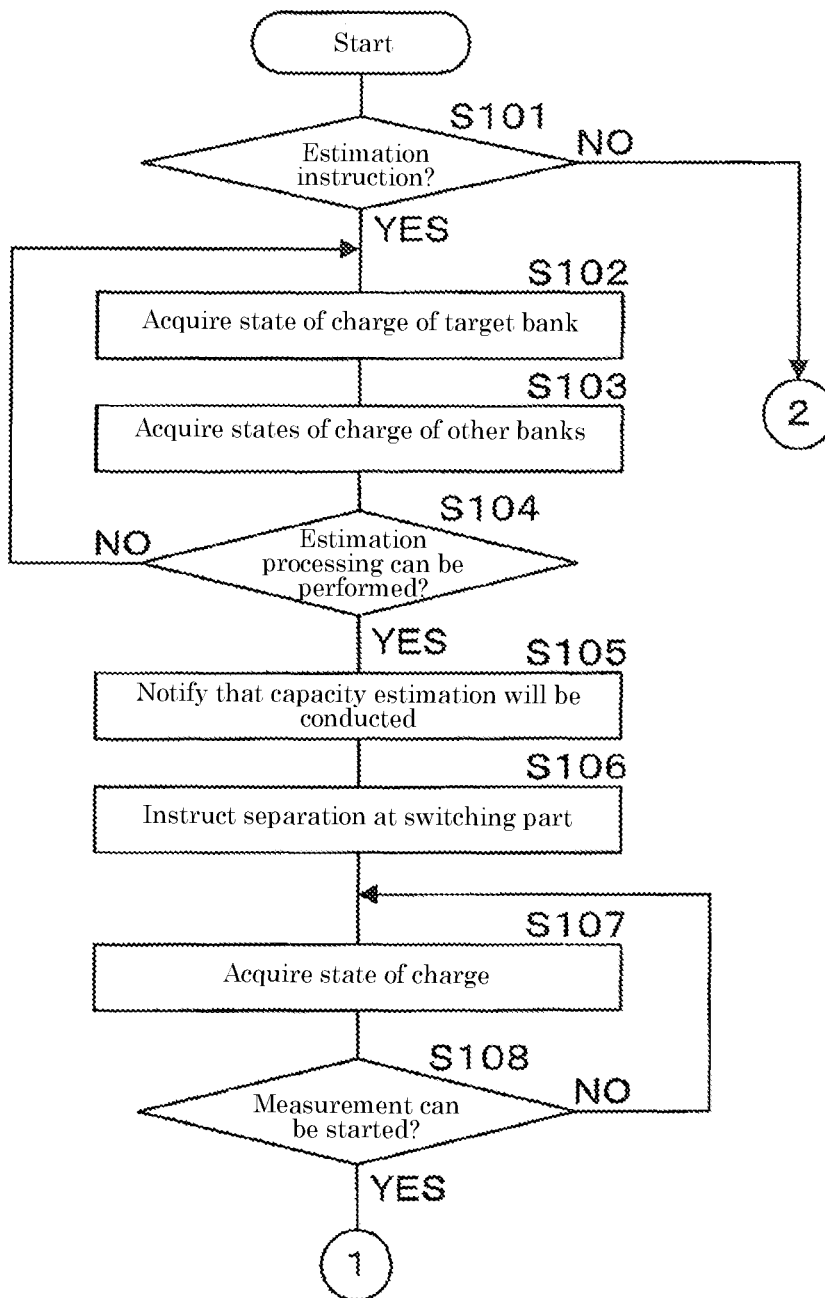 Start
S101
Estimation
instruction?
NO
YES
S102
Acquire state of charge of target bank
S103
Acquire states of charge of other banks
2
S104
NO
Estimation
processing can be
performed?
YES
S105
Notify that capacity estimation will be
conducted
S106
Instruct separation at switching part
S107
Acquire state of charge
S108
Measurement can
be started?
NO
YES
1